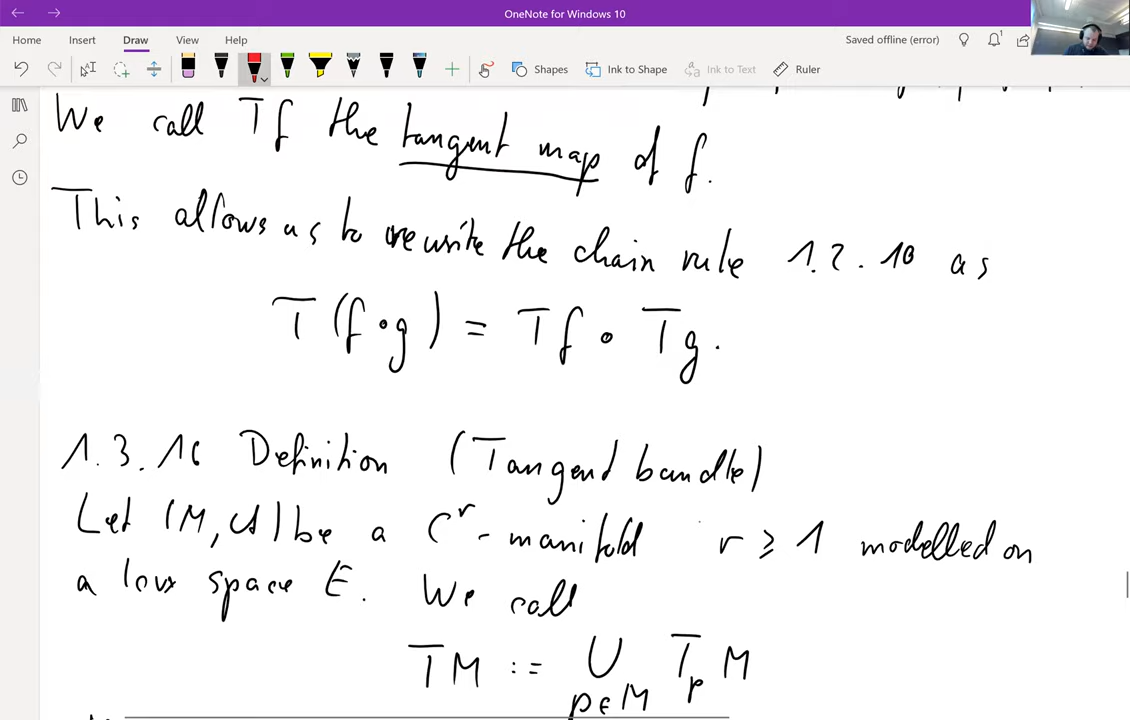 OneNote for Windows 10
Home Insert Draw View Help
Saved offline (error)
Shapes Ink to Shape Ink to Text Ruler
We call Tf the tangent map of f.
This allows us to rewrite the chain rule 1.2.10 as
T(f∘g) = Tf ∘ Tg.
1.3.16 Definition (Tangent bundle)
Let (M, A) be a C^r-manifold r ≥ 1 modelled on
a locx space E. We call
TM := ∪ T_p M
p∈M